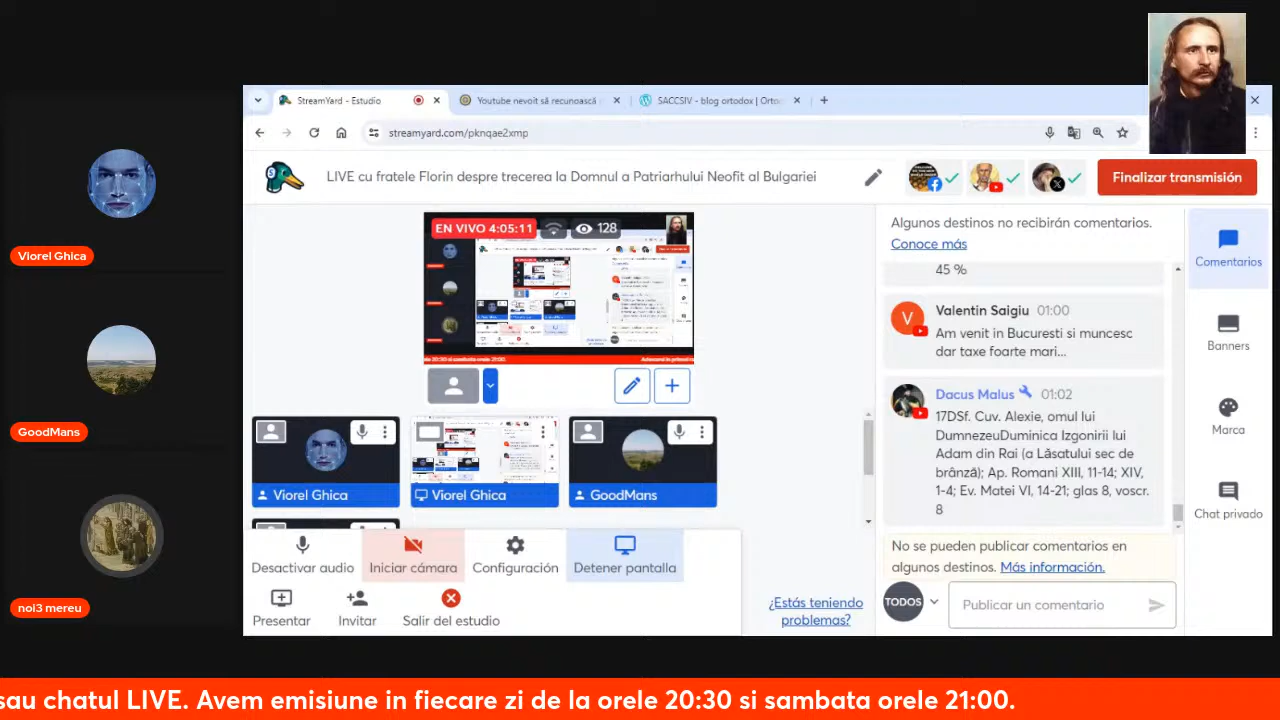 StreamYard - Estudio
Youtube nevoit să recunoască
SACCSIV - blog ortodox | Orto
streamyard.com/pknqae2xmp
LIVE cu fratele Florin despre trecerea la Domnul a Patriarhului Neofit al Bulgariei
Finalizar transmisión
Viorel Ghica
GoodMans
noi3 mereu
EN VIVO 4:05:11
128
Viorel Ghica
Viorel Ghica
GoodMans
Desactivar audio
Iniciar cámara
Configuración
Detener pantalla
Presentar
Invitar
Salir del estudio
¿Estás teniendo
problemas?
Algunos destinos no recibirán comentarios.
Conoce más
45 %
V
Valentin Saigiu 01:00
Am venit in București si muncesc
dar taxe foarte mari...
Dacus Malus 01:02
17DSf. Cuv. Alexie, omul lui
DumnezeuDuminica Izgonirii lui
Adam din Rai (a Lăsatului sec de
brânză); Ap. Romani XIII, 11-14; XIV,
1-4; Ev. Matei VI, 14-21; glas 8, voscr.
8
No se pueden publicar comentarios en
algunos destinos. Más información.
TODOS
Publicar un comentario
Comentarios
Banners
Marca
Chat privado
sau chatul LIVE. Avem emisiune in fiecare zi de la orele 20:30 si sambata orele 21:00.